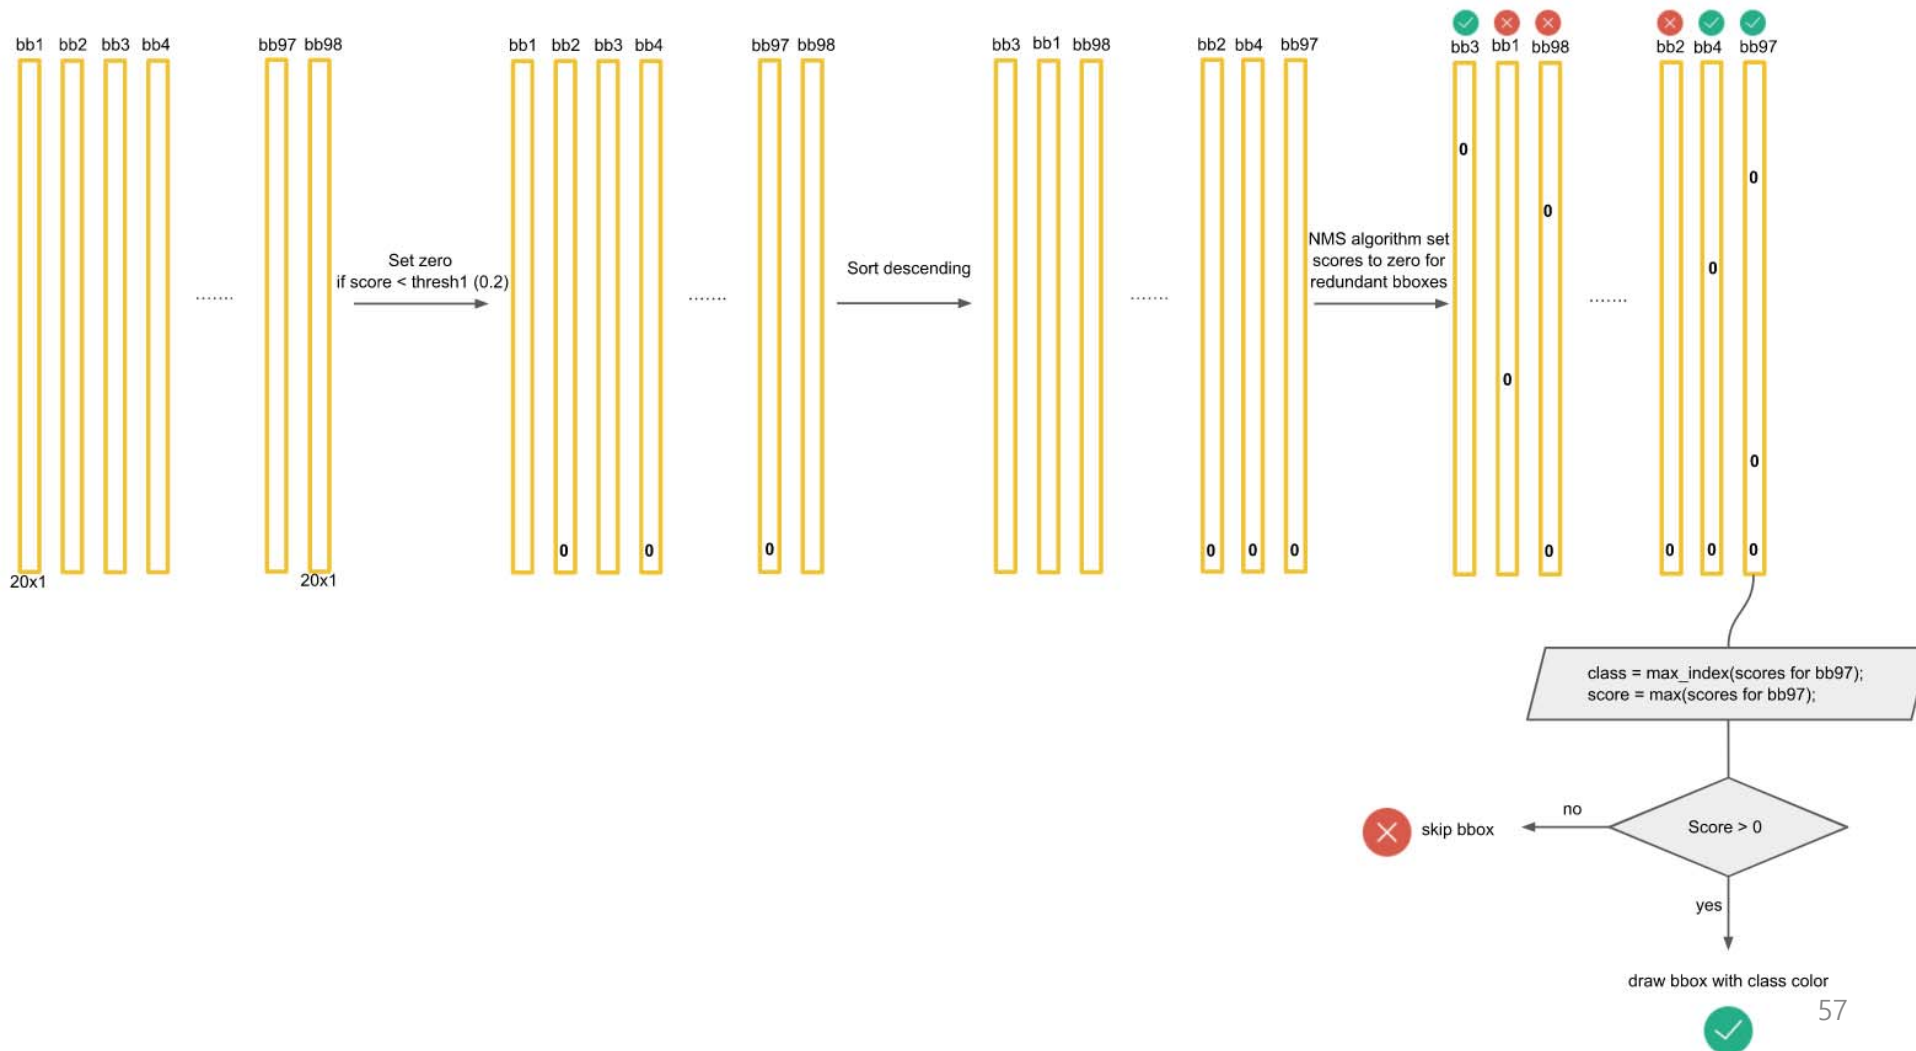 bb1 bb2 bb3 bb4 bb97 bb98
.......
20x1 20x1
Set zero
if score < thresh1 (0.2)
bb1 bb2 bb3 bb4 bb97 bb98
.......
0 0 0
Sort descending
bb3 bb1 bb98 bb2 bb4 bb97
.......
0 0 0
NMS algorithm set
scores to zero for
redundant bboxes
bb3 bb1 bb98 bb2 bb4 bb97
0
0
0
0
.......
0
0
0 0 0 0
class = max_index(scores for bb97);
score = max(scores for bb97);
Score > 0
no
skip bbox
yes
draw bbox with class color
57